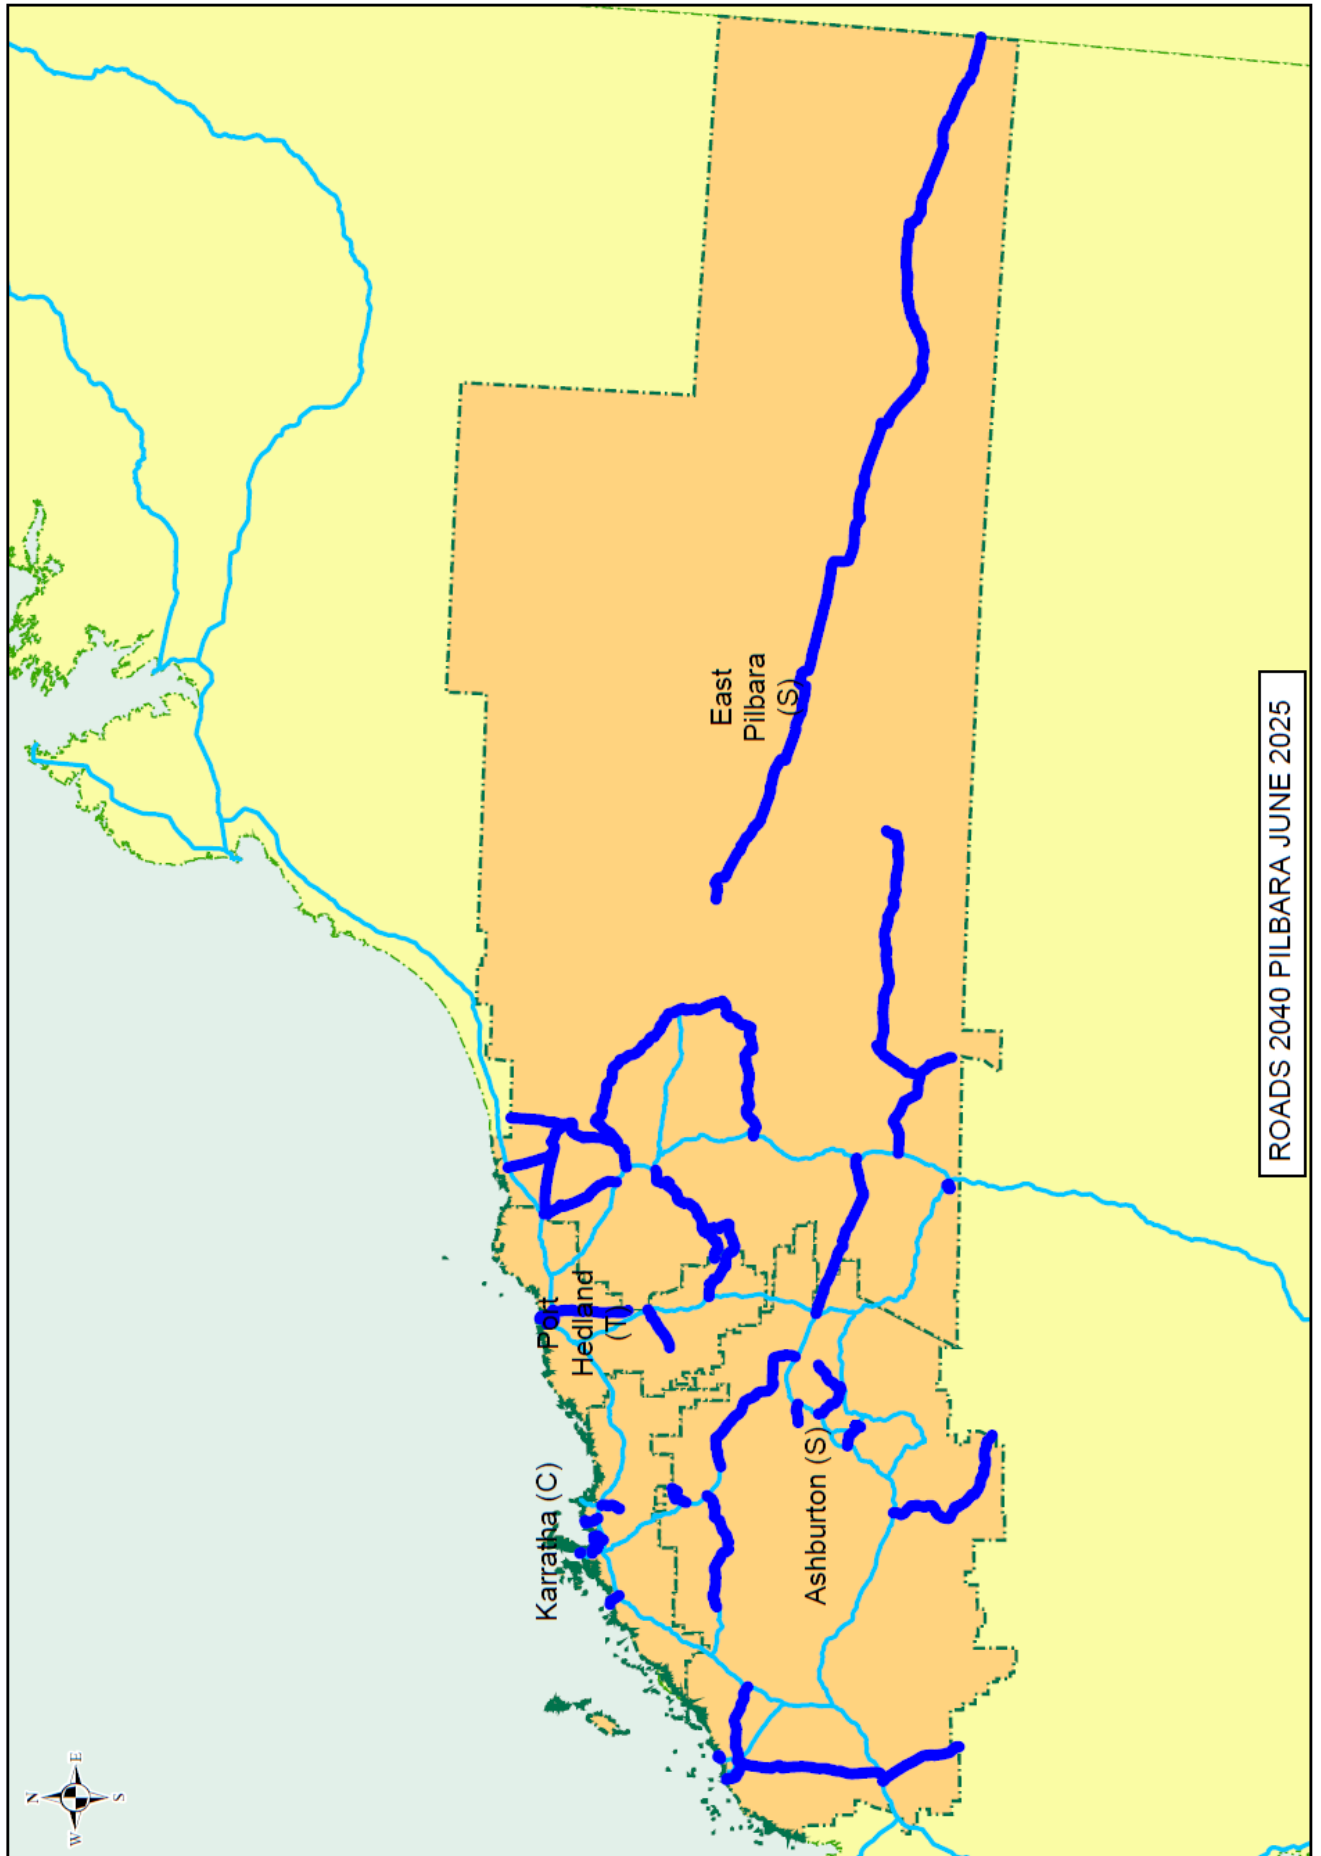 N
W
E
S
Karratha (C)
Port
Hedland
(T)
East
Pilbara
(S)
Ashburton (S)
ROADS 2040 PILBARA JUNE 2025